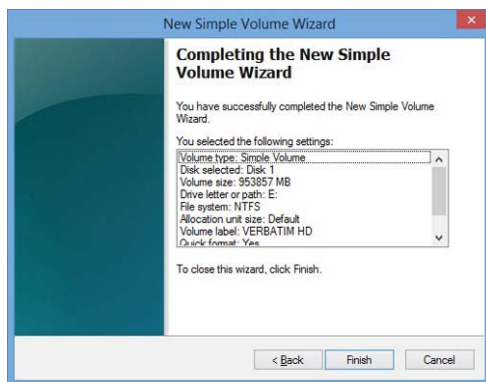 New Simple Volume Wizard
Completing the New Simple
Volume Wizard
You have successfully completed the New Simple Volume
Wizard.
You selected the following settings:
Volume type: Simple Volume
Disk selected: Disk 1
Volume size: 953857 MB
Drive letter or path: E:
File system: NTFS
Allocation unit size: Default
Volume label: VERBATIM HD
Quick format: Yes
To close this wizard, click Finish.
< Back
Finish
Cancel